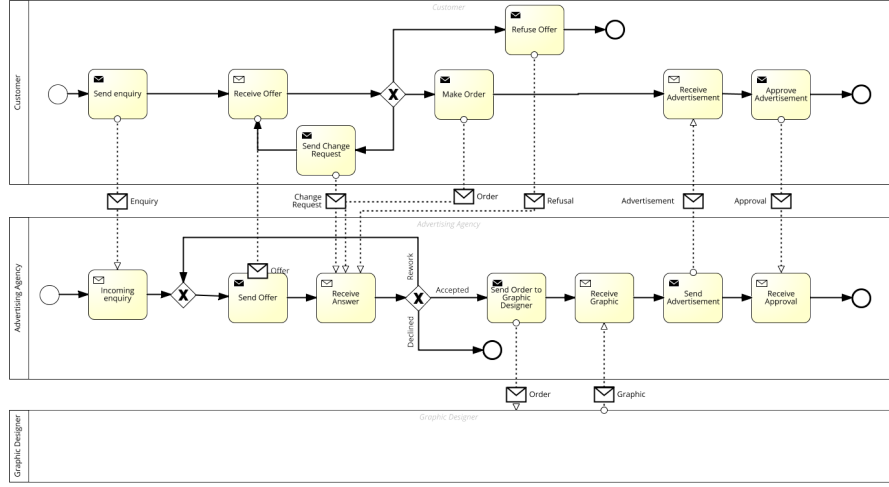 Customer
Customer
Refuse Offer
Send enquiry
Receive Offer
X
Make Order
Receive
Advertisement
Approve
Advertisement
Send Change
Request
Enquiry
Change
Request
Order
Refusal
Advertisement
Approval
Advertising Agency
Advertising Agency
Offer
Rework
Incoming
enquiry
X
Send Offer
Receive
Answer
X
Accepted
Send Order to
Graphic
Designer
Receive
Graphic
Send
Advertisement
Receive
Approval
Declined
Order
Graphic
Graphic Designer
Graphic Designer